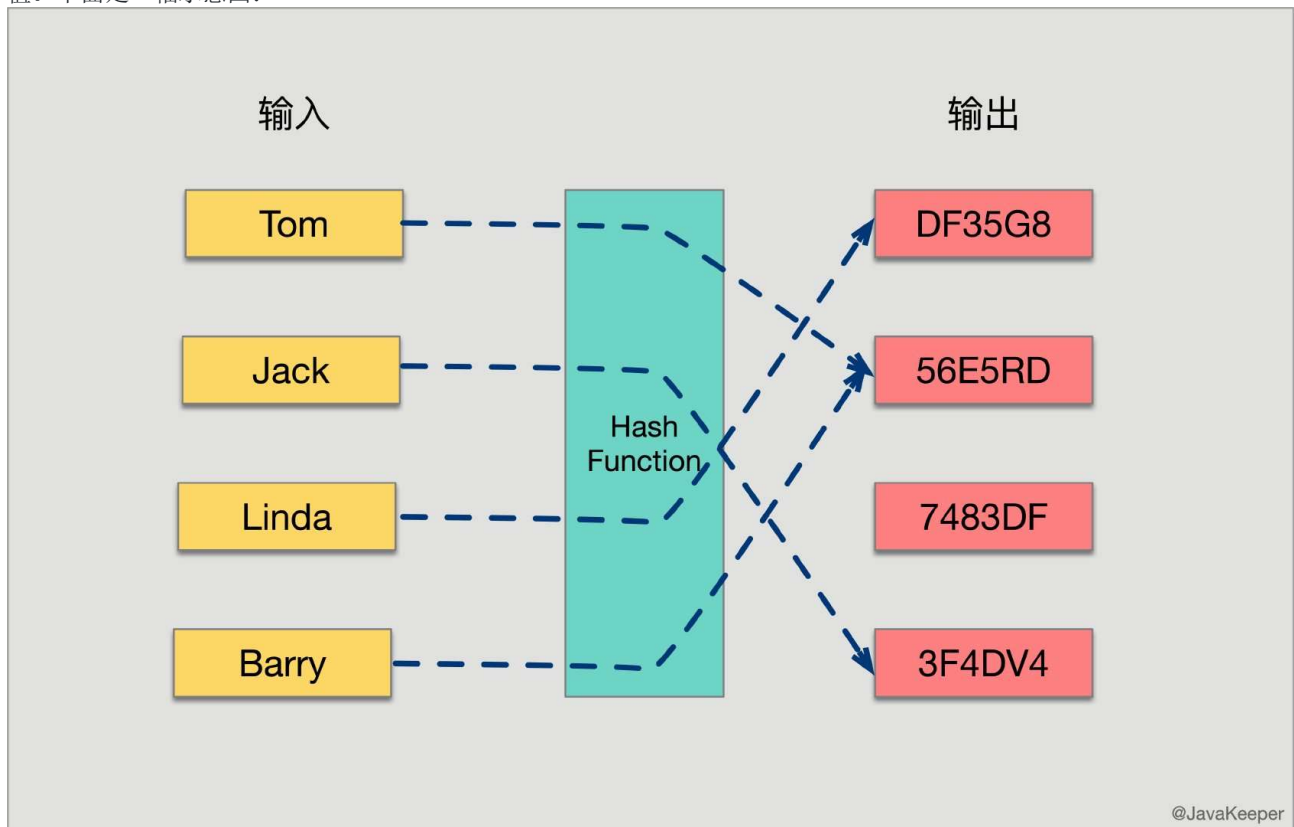 输入
输出
Tom
DF35G8
Jack
56E5RD
Hash
Function
Linda
7483DF
Barry
3F4DV4
@JavaKeeper